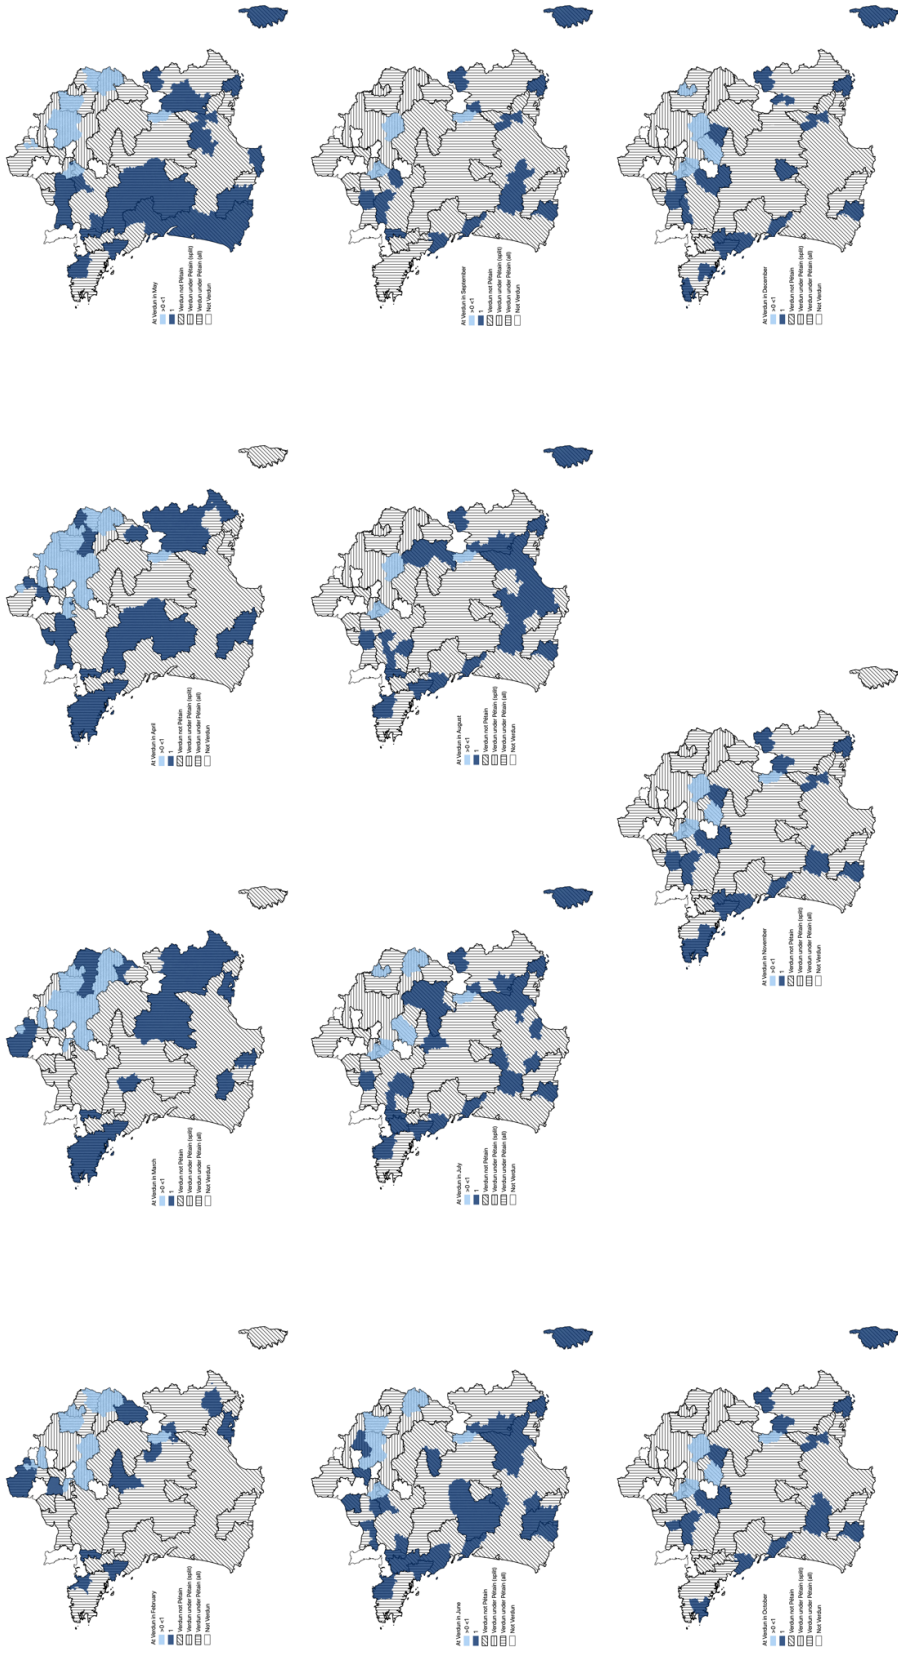 At Verdun in February
>0 <1
1
Verdun not Pétain
Verdun under Pétain (split)
Verdun under Pétain (all)
Not Verdun
At Verdun in March
>0 <1
1
Verdun not Pétain
Verdun under Pétain (split)
Verdun under Pétain (all)
Not Verdun
At Verdun in April
>0 <1
1
Verdun not Pétain
Verdun under Pétain (split)
Verdun under Pétain (all)
Not Verdun
At Verdun in May
>0 <1
1
Verdun not Pétain
Verdun under Pétain (split)
Verdun under Pétain (all)
Not Verdun
At Verdun in June
>0 <1
1
Verdun not Pétain
Verdun under Pétain (split)
Verdun under Pétain (all)
Not Verdun
At Verdun in July
>0 <1
1
Verdun not Pétain
Verdun under Pétain (split)
Verdun under Pétain (all)
Not Verdun
At Verdun in August
>0 <1
1
Verdun not Pétain
Verdun under Pétain (split)
Verdun under Pétain (all)
Not Verdun
At Verdun in September
>0 <1
1
Verdun not Pétain
Verdun under Pétain (split)
Verdun under Pétain (all)
Not Verdun
At Verdun in October
>0 <1
1
Verdun not Pétain
Verdun under Pétain (split)
Verdun under Pétain (all)
Not Verdun
At Verdun in November
>0 <1
1
Verdun not Pétain
Verdun under Pétain (split)
Verdun under Pétain (all)
Not Verdun
At Verdun in December
>0 <1
1
Verdun not Pétain
Verdun under Pétain (split)
Verdun under Pétain (all)
Not Verdun